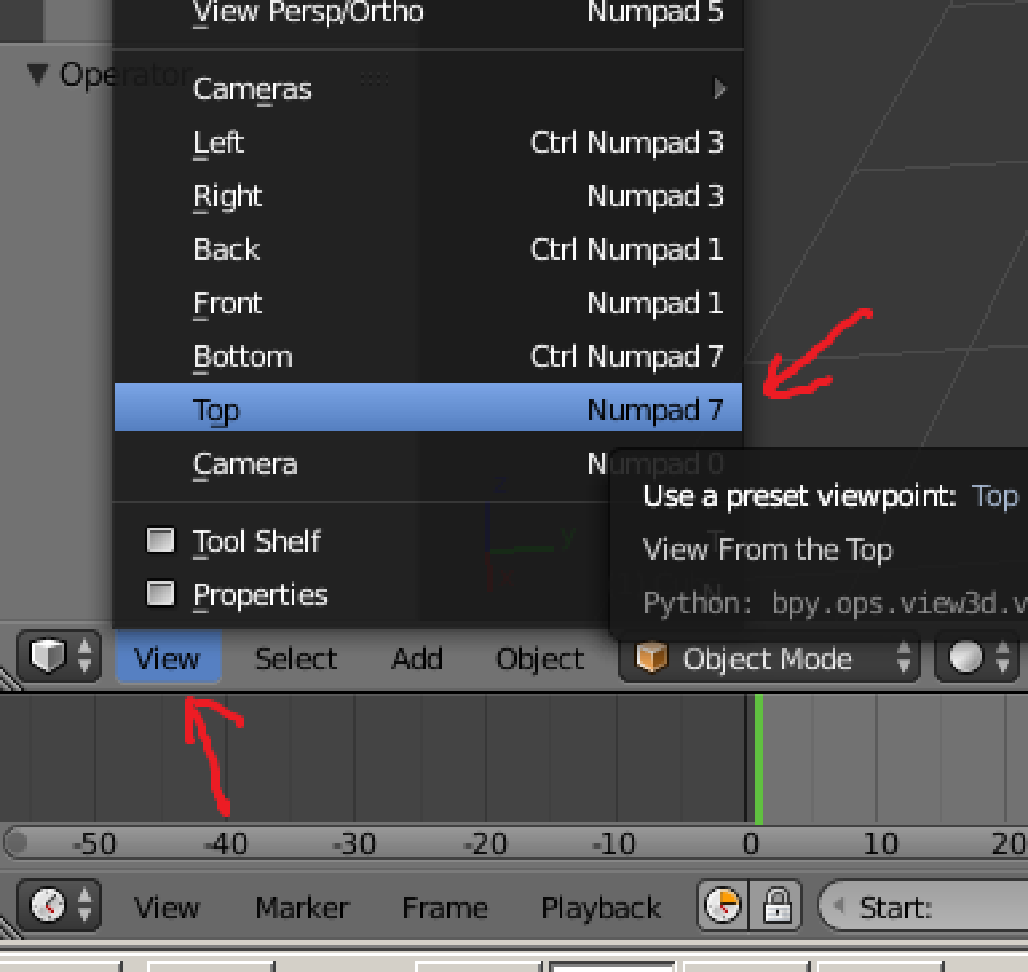 View Persp/Ortho Numpad 5
Operator
Cameras
Left Ctrl Numpad 3
Right Numpad 3
Back Ctrl Numpad 1
Front Numpad 1
Bottom Ctrl Numpad 7
Top Numpad 7
Camera Numpad 0
Use a preset viewpoint: Top
View From the Top
Python: bpy.ops.view3d.v
Tool Shelf T
Properties N
View Select Add Object Object Mode
-50 -40 -30 -20 -10 0 10 20
View Marker Frame Playback Start: